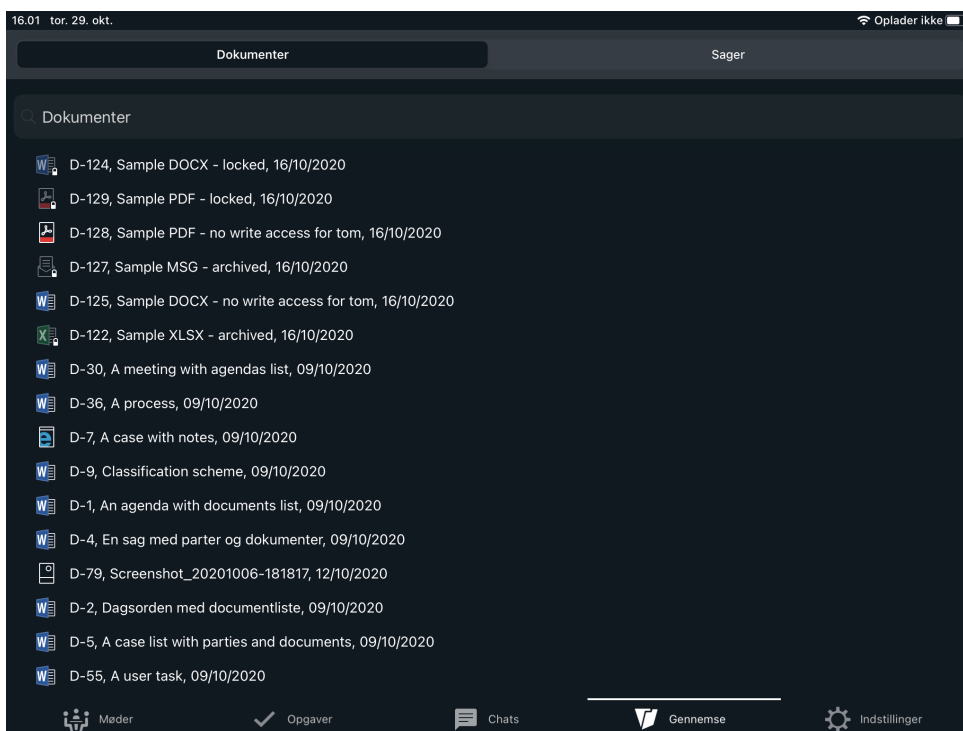 16.01 tor. 29. okt. Oplader ikke
Dokumenter Sager
Dokumenter
D-124, Sample DOCX - locked, 16/10/2020
D-129, Sample PDF - locked, 16/10/2020
D-128, Sample PDF - no write access for tom, 16/10/2020
D-127, Sample MSG - archived, 16/10/2020
D-125, Sample DOCX - no write access for tom, 16/10/2020
D-122, Sample XLSX - archived, 16/10/2020
D-30, A meeting with agendas list, 09/10/2020
D-36, A process, 09/10/2020
D-7, A case with notes, 09/10/2020
D-9, Classification scheme, 09/10/2020
D-1, An agenda with documents list, 09/10/2020
D-4, En sag med parter og dokumenter, 09/10/2020
D-79, Screenshot_20201006-181817, 12/10/2020
D-2, Dagsorden med documentliste, 09/10/2020
D-5, A case list with parties and documents, 09/10/2020
D-55, A user task, 09/10/2020
Møder Opgaver Chats Gennemse Indstillinger